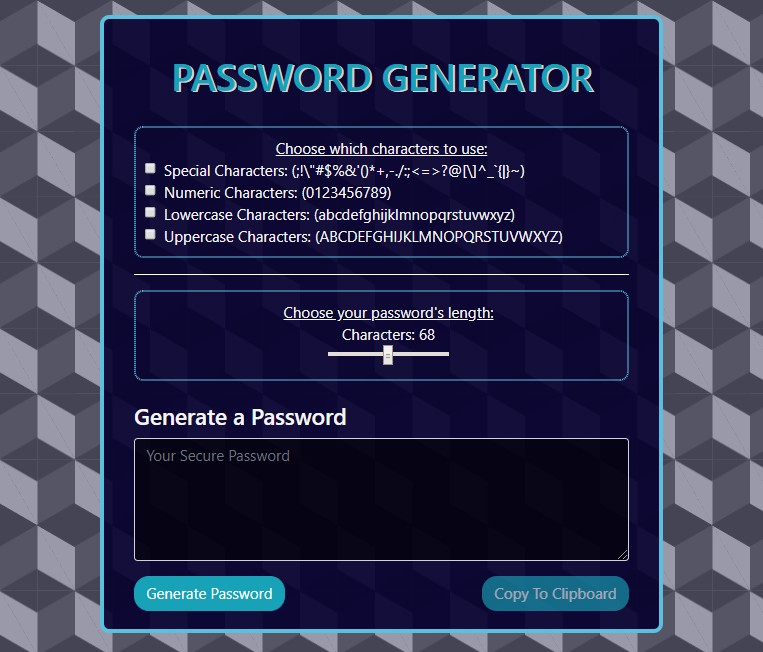 PASSWORD GENERATOR
Choose which characters to use:
Special Characters: (;!\"#$%&'()*+,-./:;<=>?@[\]^_`{|}~)
Numeric Characters: (0123456789)
Lowercase Characters: (abcdefghijklmnopqrstuvwxyz)
Uppercase Characters: (ABCDEFGHIJKLMNOPQRSTUVWXYZ)
Choose your password's length:
Characters: 68
Generate a Password
Your Secure Password
Generate Password
Copy To Clipboard